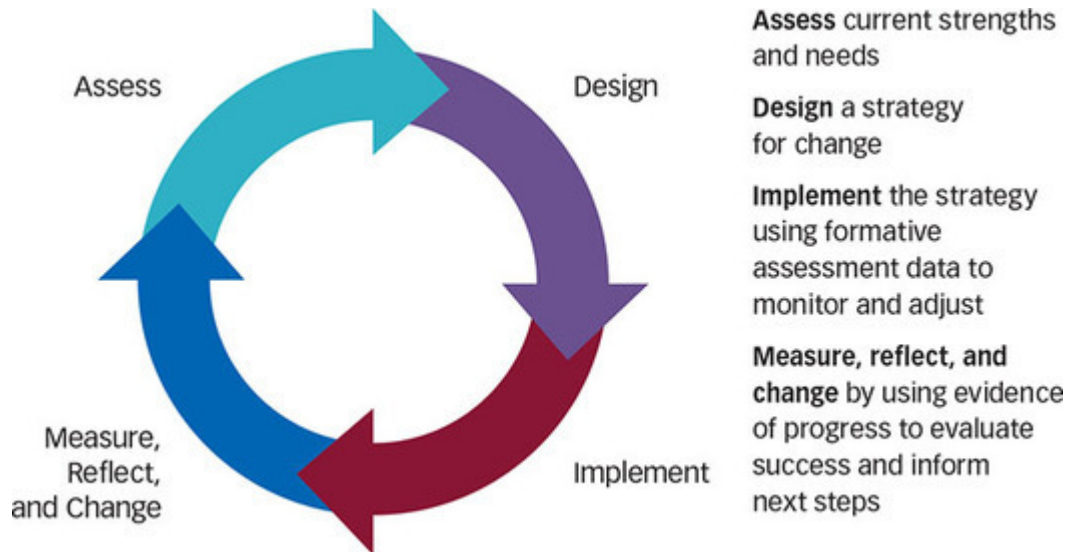 Assess
Design
Measure,
Reflect,
and Change
Implement
Assess current strengths
and needs
Design a strategy
for change
Implement the strategy
using formative
assessment data to
monitor and adjust
Measure, reflect, and
change by using evidence
of progress to evaluate
success and inform
next steps